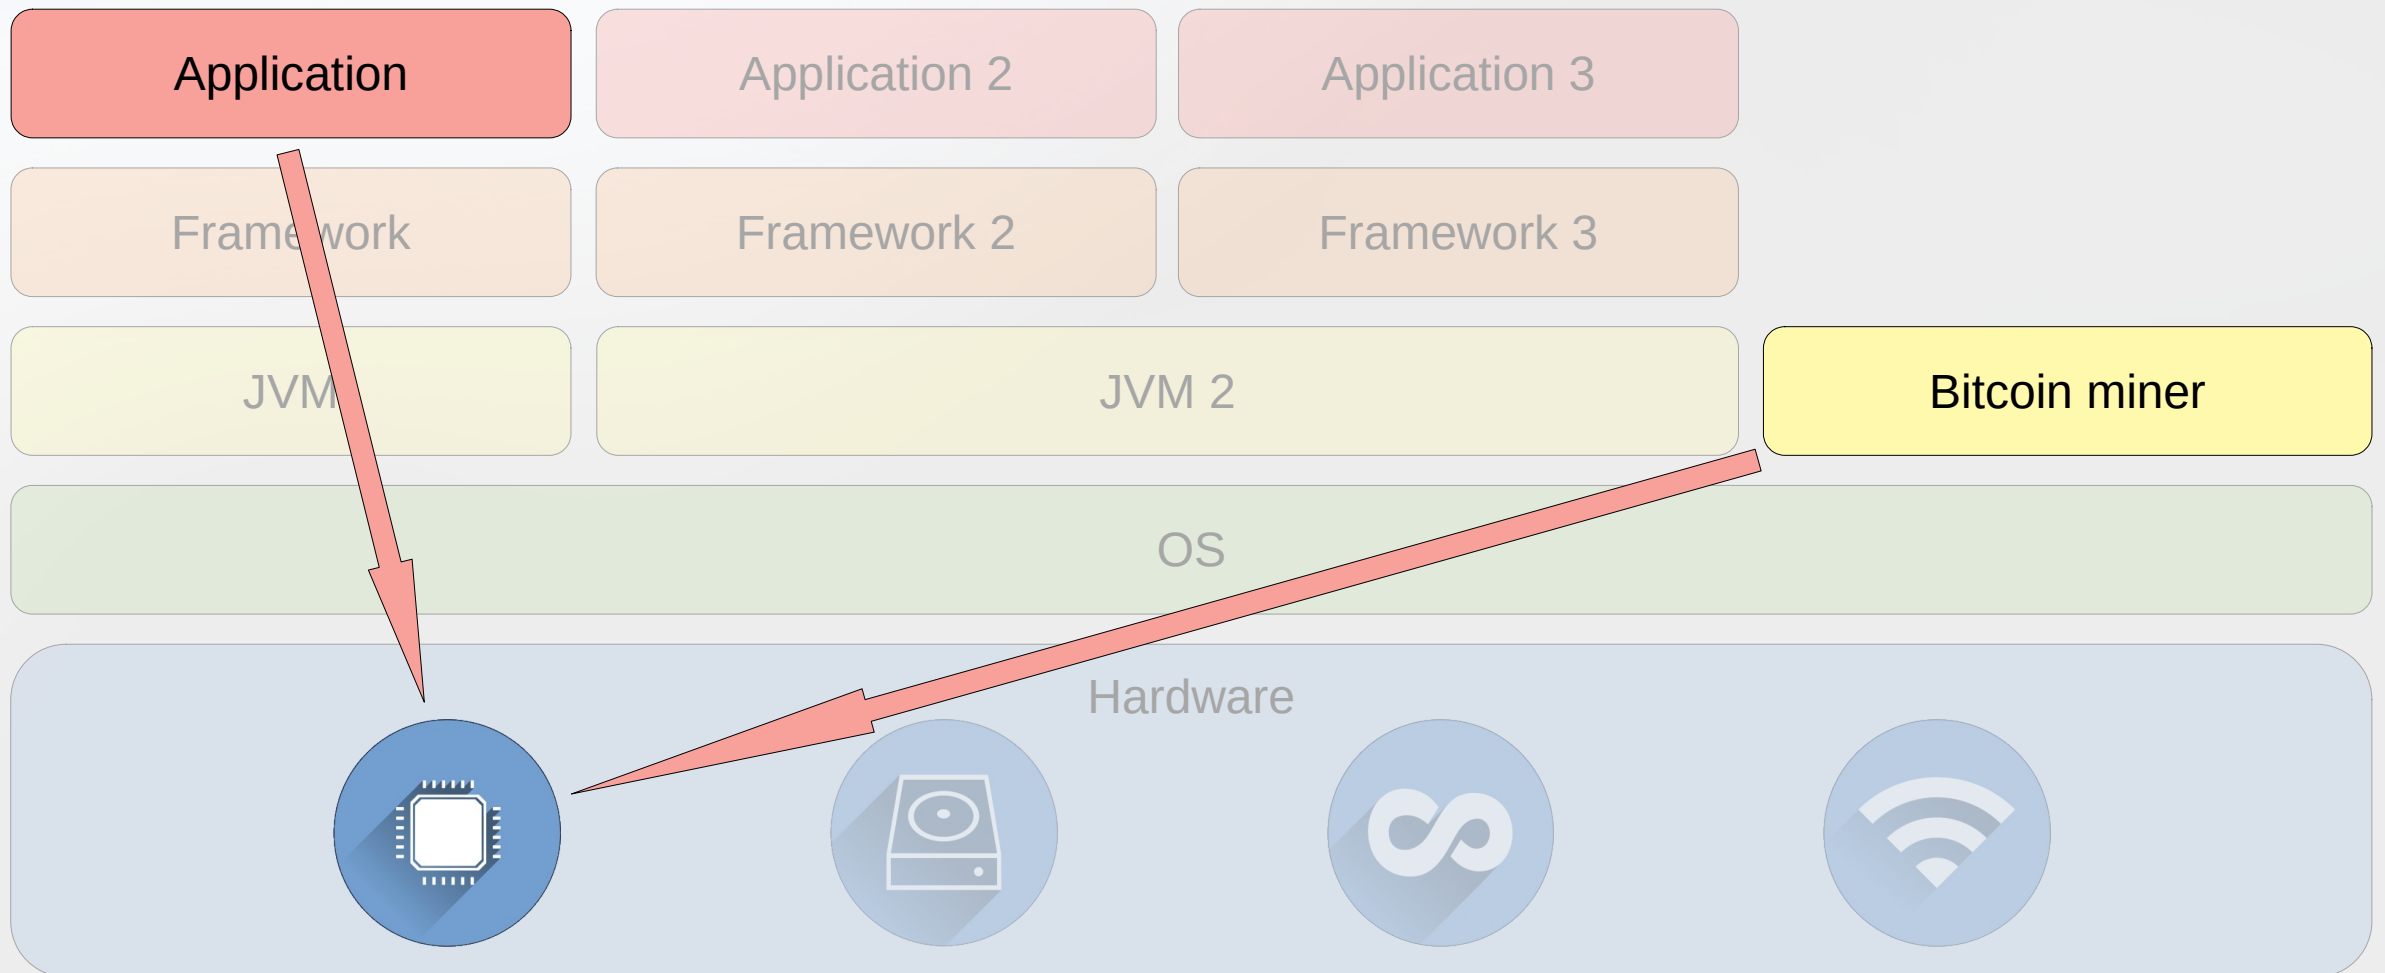 Application
Application 2
Application 3
Framework
Framework 2
Framework 3
JVM
JVM 2
Bitcoin miner
OS
Hardware